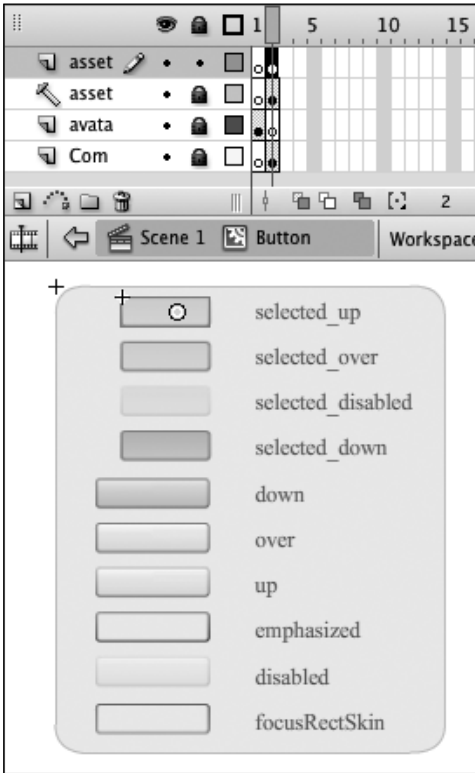 1 5 10 15
asset
asset
avata
Com
2
Scene 1 Button Workspace
selected_up
selected_over
selected_disabled
selected_down
down
over
up
emphasized
disabled
focusRectSkin